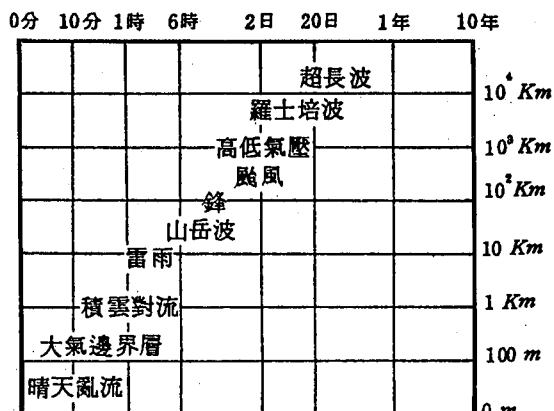 0分 10分 1時 6時 2日 20日 1年 10年
超長波
10⁴ Km
羅士培波
高低氣壓 10³ Km
颱風
10² Km
鋒
山岳波
雷雨 10 Km
積雲對流 1 Km
大氣邊界層 100 m
晴天亂流
0 m